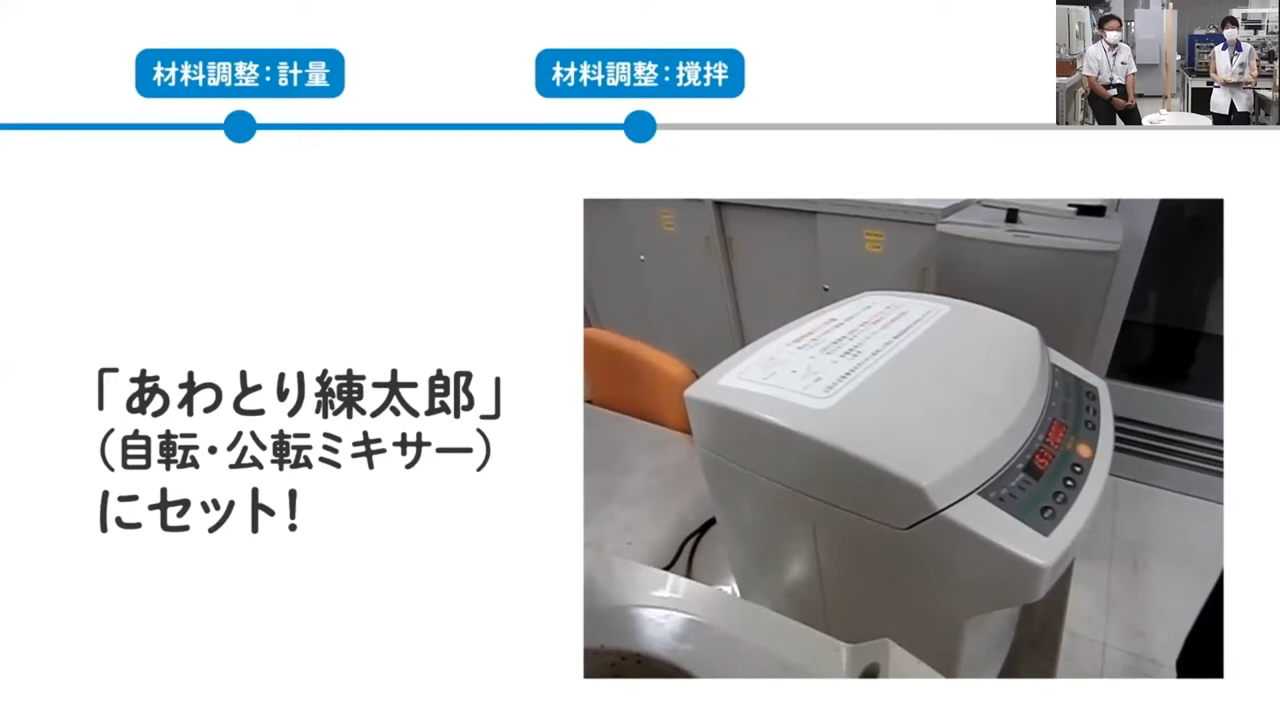 材料調整：計量
材料調整：撹拌
「あわとり練太郎」
（自転・公転ミキサー）
にセット！